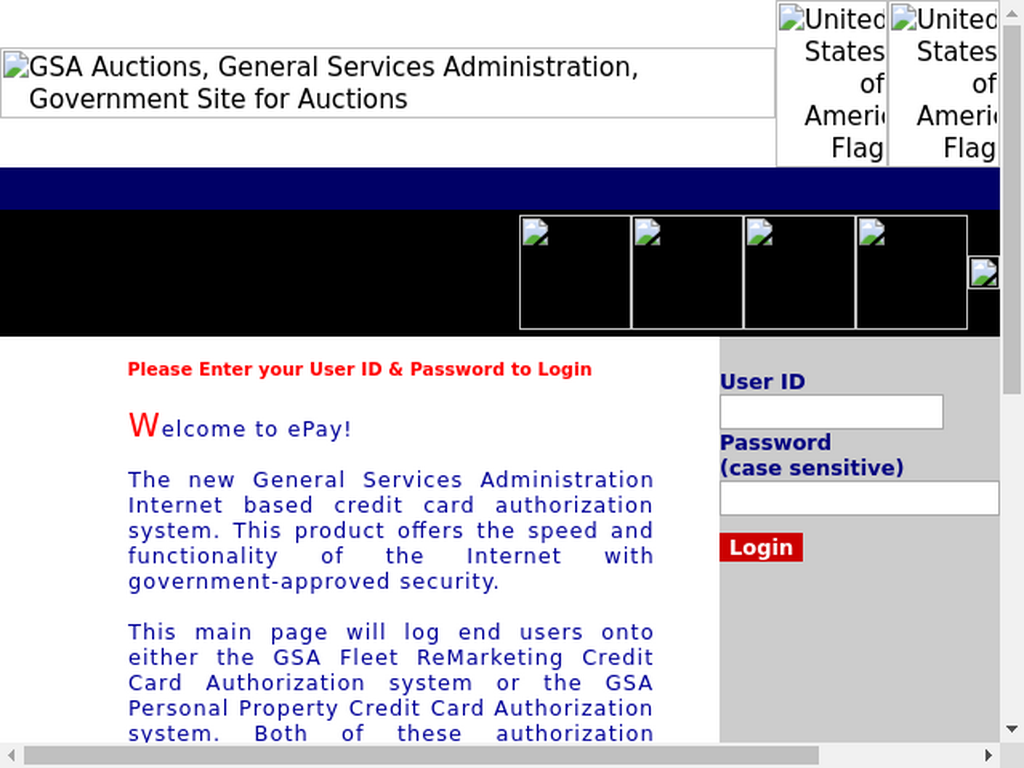 GSA Auctions, General Services Administration,
Government Site for Auctions
United
States
of
Flag
United
States
of
Flag
Please Enter your User ID & Password to Login
Welcome to ePay!
The new General Services Administration
Internet based credit card authorization
system. This product offers the speed and
functionality of the Internet with
government-approved security.
This main page will log end users onto
either the GSA Fleet ReMarketing Credit
Card Authorization system or the GSA
Personal Property Credit Card Authorization
system. Both of these authorization
User ID
Password
(case sensitive)
Login